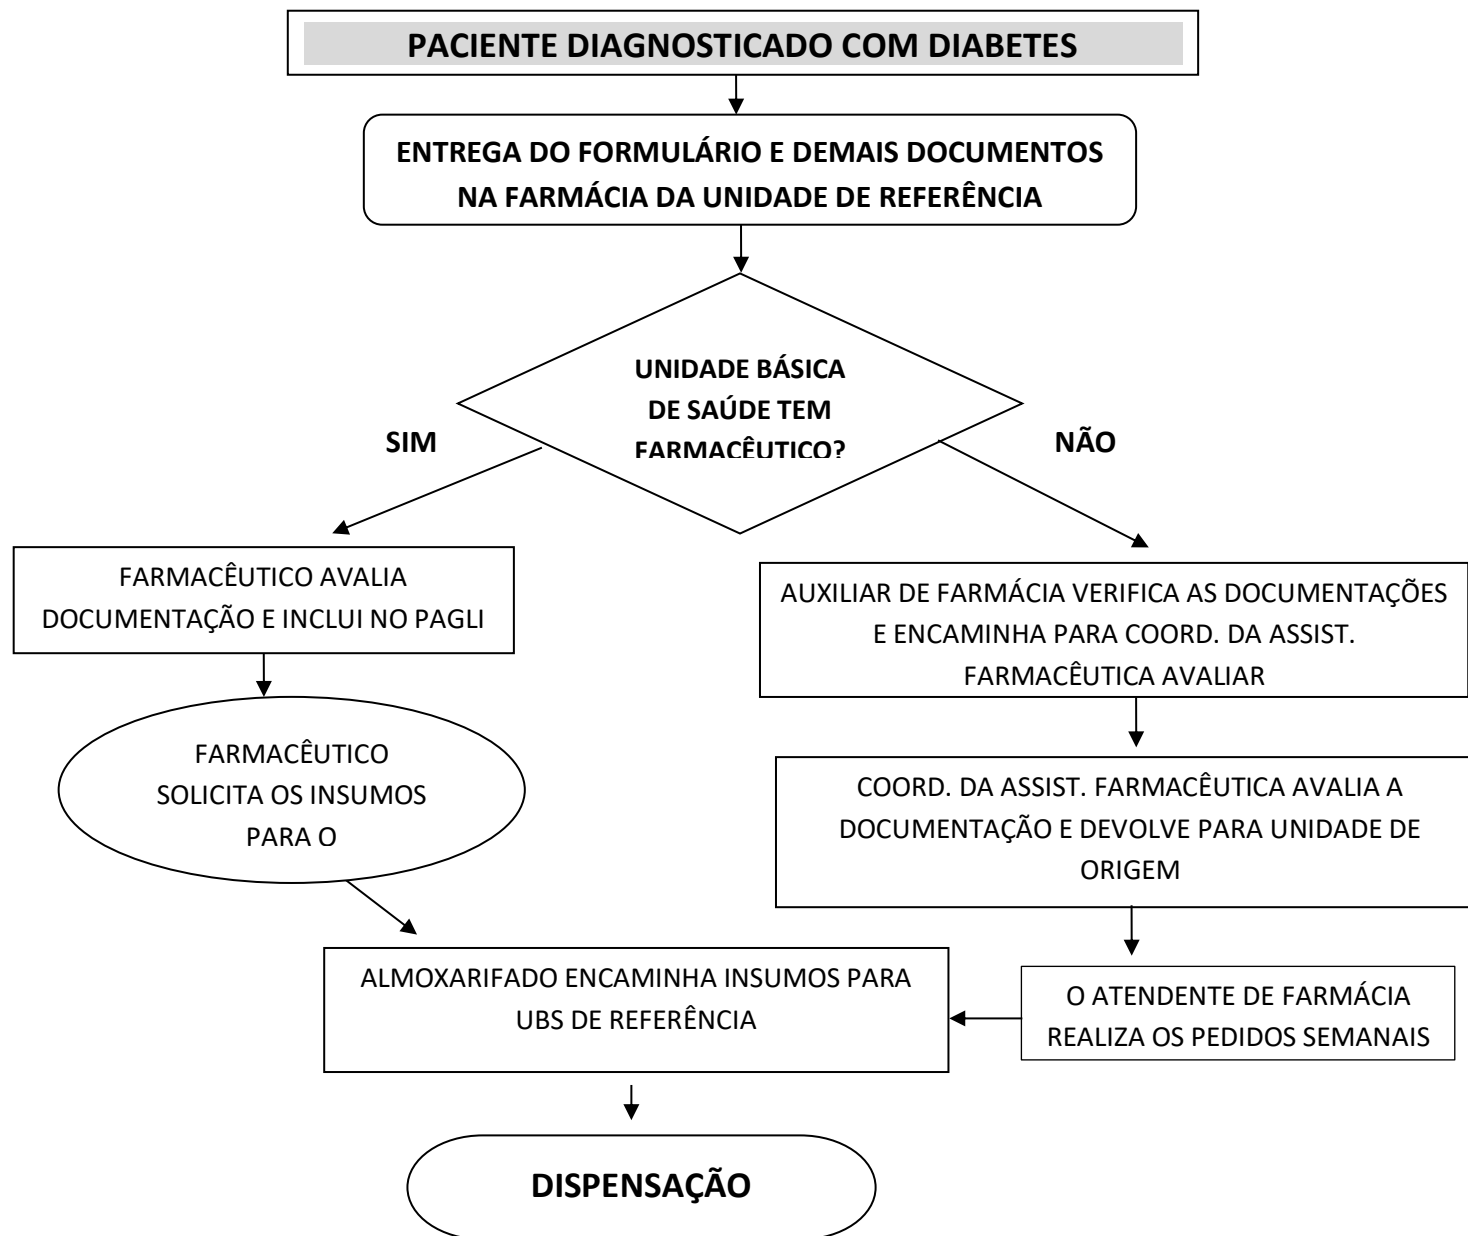 PACIENTE DIAGNOSTICADO COM DIABETES
ENTREGA DO FORMULÁRIO E DEMAIS DOCUMENTOS
NA FARMÁCIA DA UNIDADE DE REFERÊNCIA
UNIDADE BÁSICA
DE SAÚDE TEM
FARMACÊUTICO?
SIM
NÃO
FARMACÊUTICO AVALIA
DOCUMENTAÇÃO E INCLUI NO PAGLI
AUXILIAR DE FARMÁCIA VERIFICA AS DOCUMENTAÇÕES
E ENCAMINHA PARA COORD. DA ASSIST.
FARMACÊUTICA AVALIAR
FARMACÊUTICO
SOLICITA OS INSUMOS
PARA O
COORD. DA ASSIST. FARMACÊUTICA AVALIA A
DOCUMENTAÇÃO E DEVOLVE PARA UNIDADE DE
ORIGEM
ALMOXARIFADO ENCAMINHA INSUMOS PARA
UBS DE REFERÊNCIA
O ATENDENTE DE FARMÁCIA
REALIZA OS PEDIDOS SEMANAIS
DISPENSAÇÃO